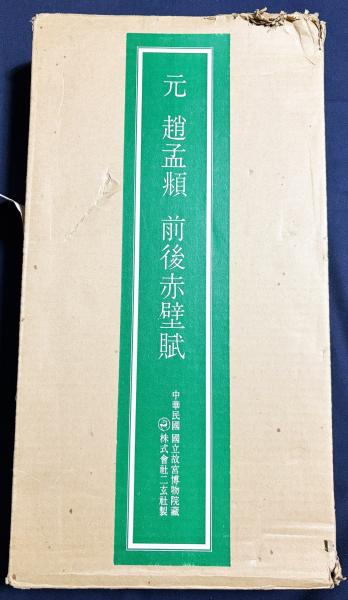 元 趙孟頫 前後赤壁賦
中華民國 國立故宮博物院藏
株式會社二玄社製